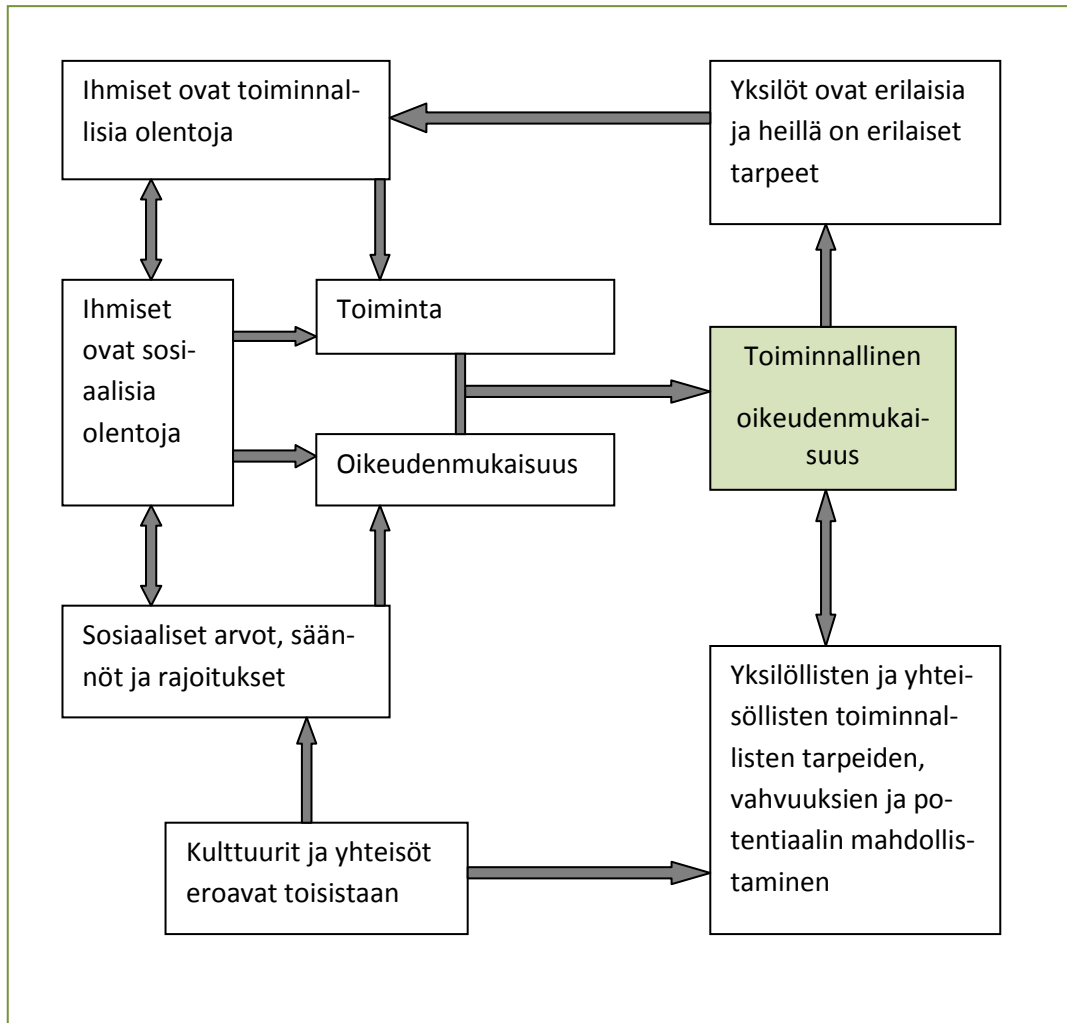 Ihmiset ovat toiminnal-
lisia olentoja
Yksilöt ovat erilaisia
ja heillä on erilaiset
tarpeet
Ihmiset
ovat sosi-
aalisia
olentoja
Toiminta
Oikeudenmukaisuus
Toiminnallinen
oikeudenmukai-
suus
Sosiaaliset arvot, sään-
nöt ja rajoitukset
Yksilöllisten ja yhtei-
söllisten toiminnal-
listen tarpeiden,
vahvuuksien ja po-
tentiaalin mahdollis-
taminen
Kulttuurit ja yhteisöt
eroavat toisistaan